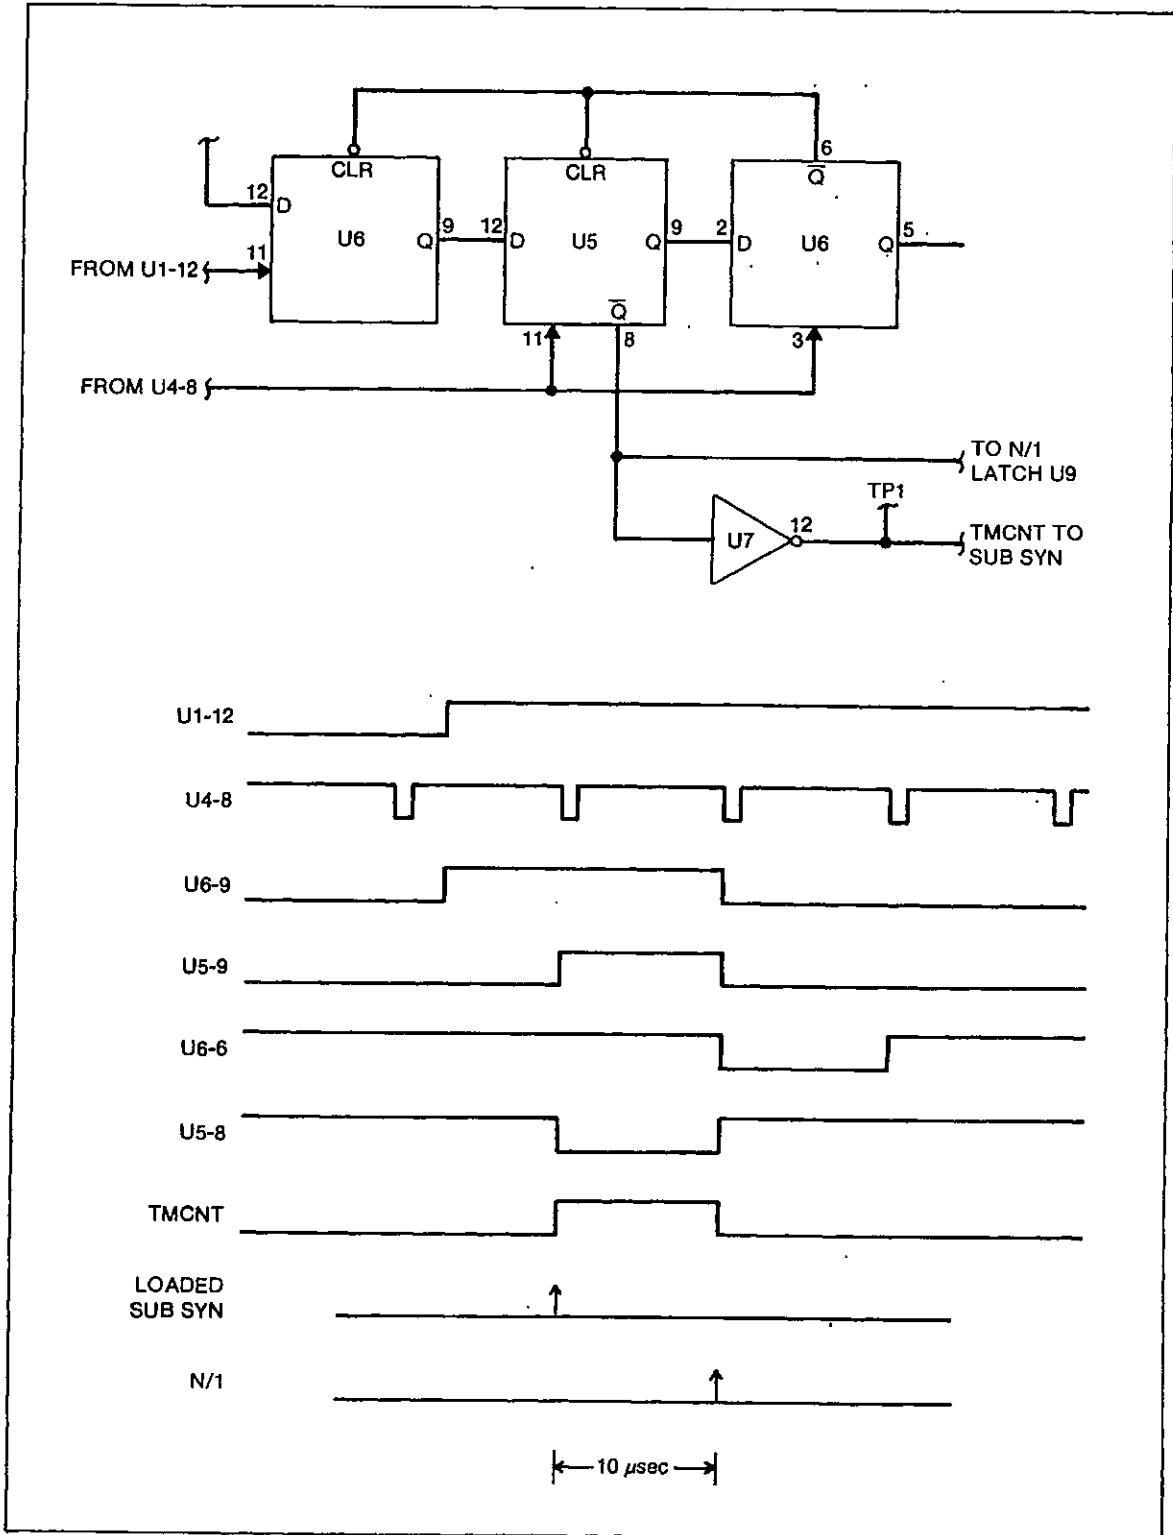 6
CLR
CLR
Q
12
D
U6
Q
9
12
D
U5
Q
9
2
D
U6
Q
5
FROM U1-12
11
Q
11
8
3
FROM U4-8
TO N/1
LATCH U9
TP1
U7
12
TMCNT TO
SUB SYN
U1-12
U4-8
U6-9
U5-9
U6-6
U5-8
TMCNT
LOADED
SUB SYN
N/1
10 µsec